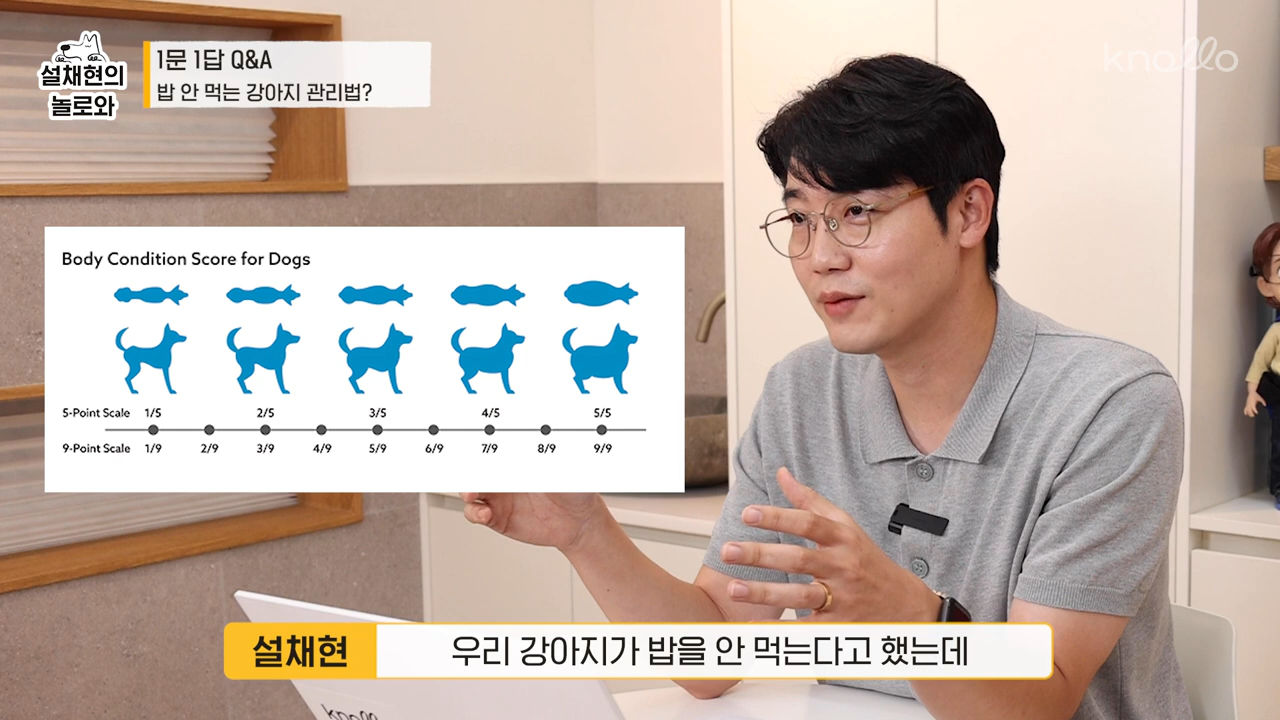 설채현의
놀로와
1문 1답 Q&A
밥 안 먹는 강아지 관리법?
knollo
Body Condition Score for Dogs
5-Point Scale 1/5 2/5 3/5 4/5 5/5
9-Point Scale 1/9 2/9 3/9 4/9 5/9 6/9 7/9 8/9 9/9
설채현 우리 강아지가 밥을 안 먹는다고 했는데
knollo